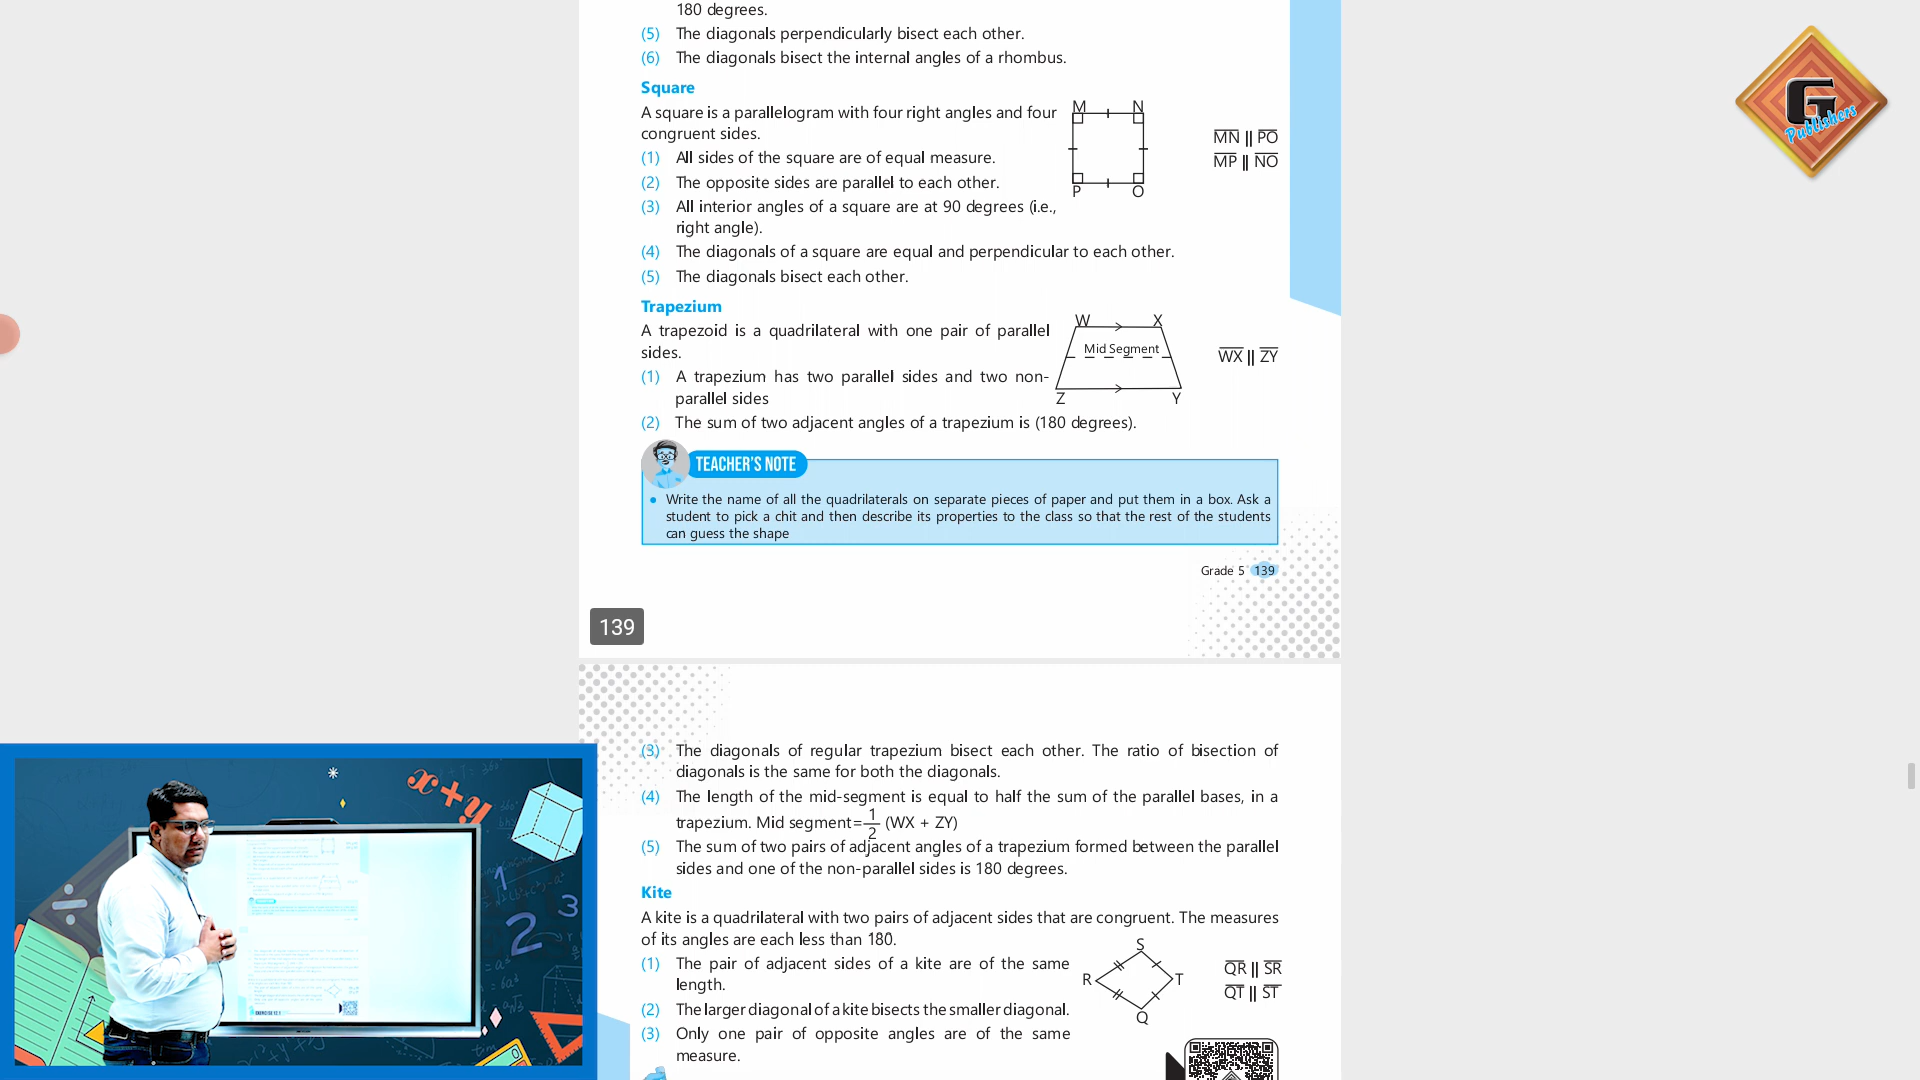 180 degrees.
(5) The diagonals perpendicularly bisect each other.
(6) The diagonals bisect the internal angles of a rhombus.
Square
A square is a parallelogram with four right angles and four
congruent sides.
(1) All sides of the square are of equal measure.
(2) The opposite sides are parallel to each other.
(3) All interior angles of a square are at 90 degrees (i.e.,
right angle).
(4) The diagonals of a square are equal and perpendicular to each other.
(5) The diagonals bisect each other.
M N
P O
MN || PO
MP || NO
Trapezium
A trapezoid is a quadrilateral with one pair of parallel
sides.
(1) A trapezium has two parallel sides and two non-
parallel sides
(2) The sum of two adjacent angles of a trapezium is (180 degrees).
W X
Mid Segment
Z Y
WX || ZY
TEACHER'S NOTE
• Write the name of all the quadrilaterals on separate pieces of paper and put them in a box. Ask a
student to pick a chit and then describe its properties to the class so that the rest of the students
can guess the shape
Grade 5 139
139
(3) The diagonals of regular trapezium bisect each other. The ratio of bisection of
diagonals is the same for both the diagonals.
(4) The length of the mid-segment is equal to half the sum of the parallel bases, in a
trapezium. Mid segment=1/2 (WX + ZY)
(5) The sum of two pairs of adjacent angles of a trapezium formed between the parallel
sides and one of the non-parallel sides is 180 degrees.
Kite
A kite is a quadrilateral with two pairs of adjacent sides that are congruent. The measures
of its angles are each less than 180.
(1) The pair of adjacent sides of a kite are of the same
length.
(2) The larger diagonal of a kite bisects the smaller diagonal.
(3) Only one pair of opposite angles are of the same
measure.
S
R T
Q
QR || SR
QT || ST
G
Publishers
x+y
1
2
3
÷